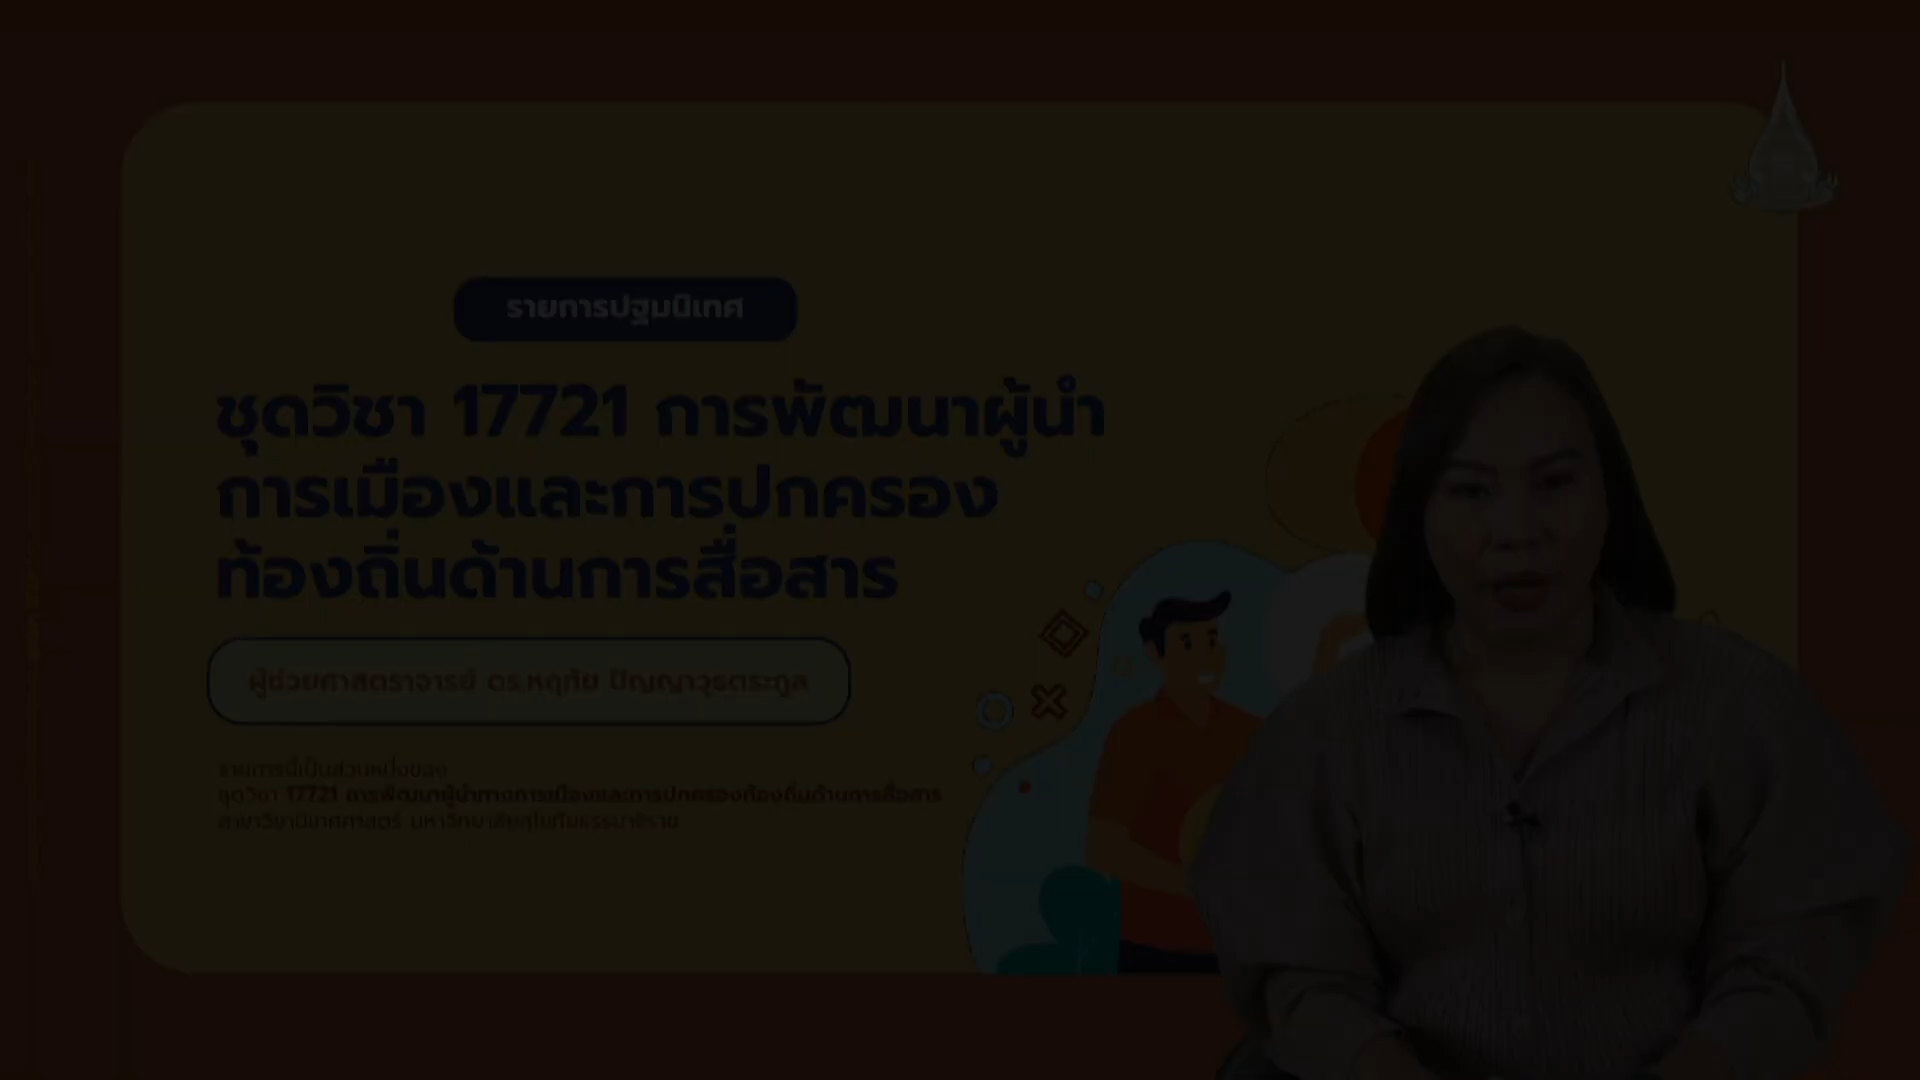 รายการปฐมนิเทศ
ชุดวิชา 17721 การพัฒนาผู้นำ
การเมืองและการปกครอง
ท้องถิ่นด้านการสื่อสาร
ผู้ช่วยศาสตราจารย์ ดร.หฤทัย ปัญญาวุธตระกูล
รายการนี้เป็นส่วนหนึ่งของ
ชุดวิชา 17721 การพัฒนาผู้นำทางการเมืองและการปกครองท้องถิ่นด้านการสื่อสาร
สาขาวิชานิเทศศาสตร์ มหาวิทยาลัยสุโขทัยธรรมาธิราช